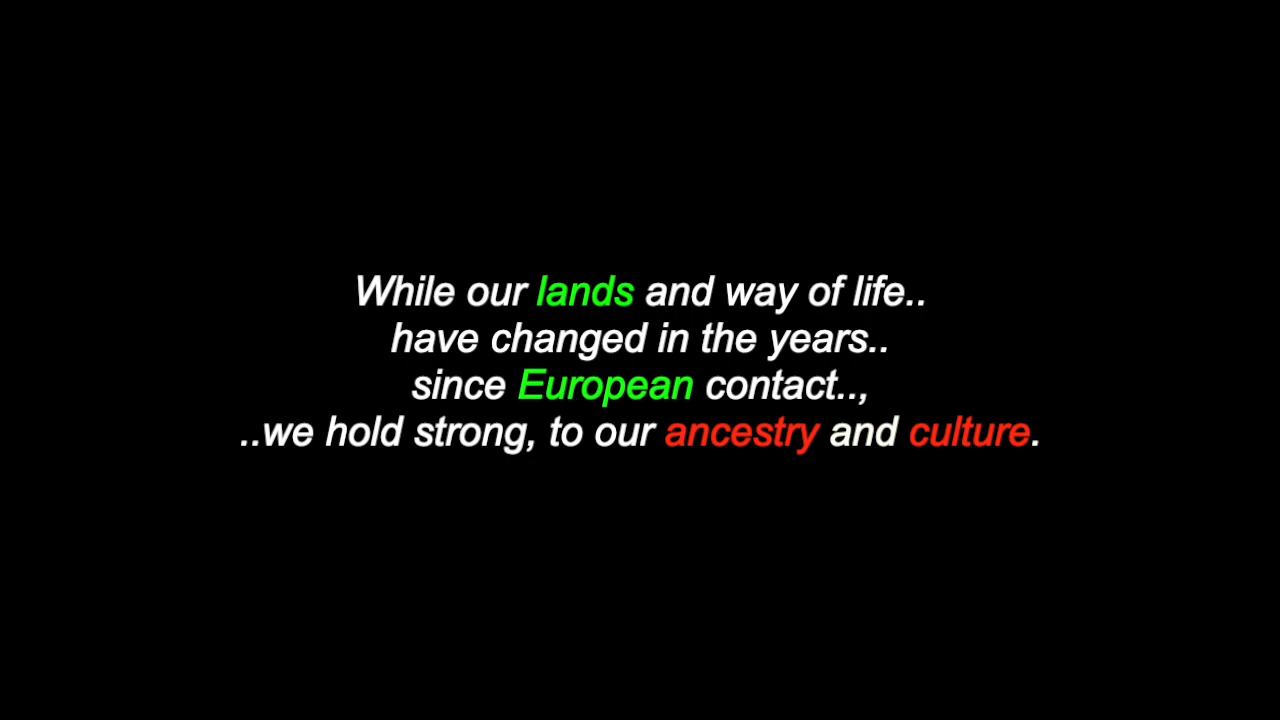 While our lands and way of life..
have changed in the years..
since European contact..,
..we hold strong, to our ancestry and culture.